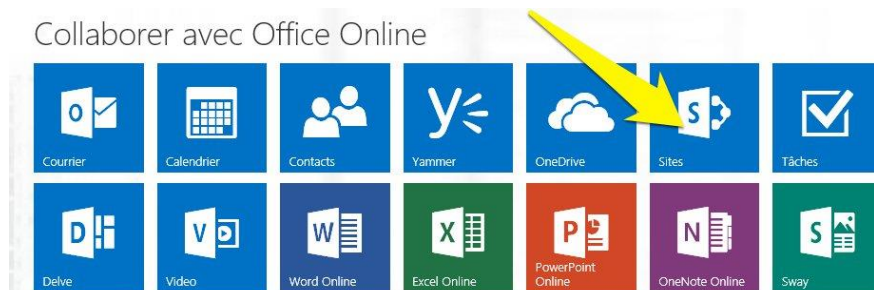 Collaborer avec Office Online
Courrier
Calendrier
Contacts
Yammer
OneDrive
Sites
Tâches
Delve
Video
Word Online
Excel Online
PowerPoint
Online
OneNote Online
Sway